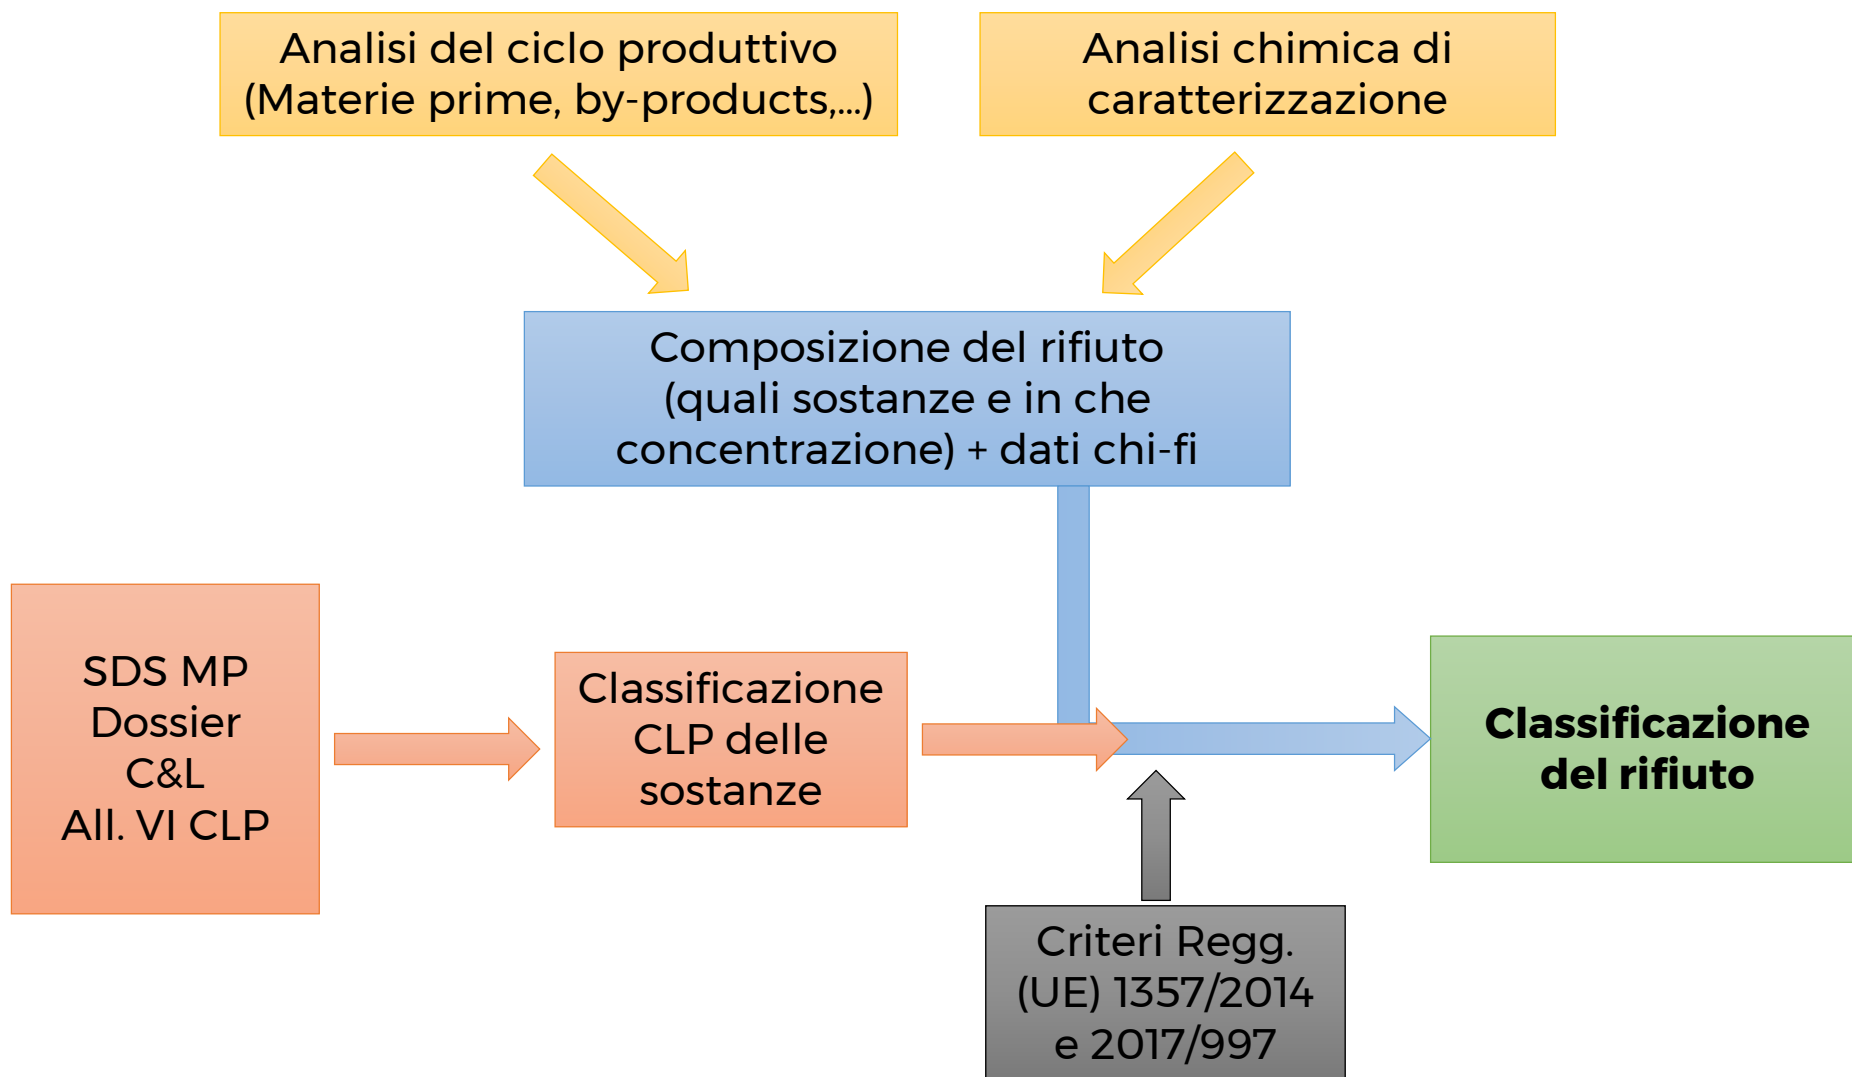 Analisi del ciclo produttivo
(Materie prime, by-products,...)
Analisi chimica di
caratterizzazione
Composizione del rifiuto
(quali sostanze e in che
concentrazione) + dati chi-fi
SDS MP
Dossier
C&L
All. VI CLP
Classificazione
CLP delle
sostanze
Classificazione
del rifiuto
Criteri Regg.
(UE) 1357/2014
e 2017/997